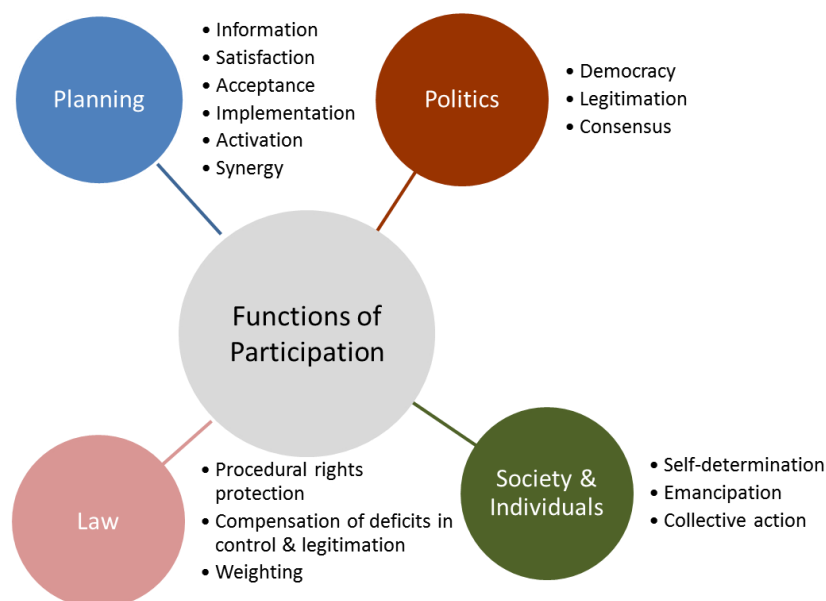 Planning
• Information
• Satisfaction
• Acceptance
• Implementation
• Activation
• Synergy
Politics
• Democracy
• Legitimation
• Consensus
Functions of
Participation
Law
• Procedural rights
protection
• Compensation of deficits in
control & legitimation
• Weighting
Society &
Individuals
• Self-determination
• Emancipation
• Collective action